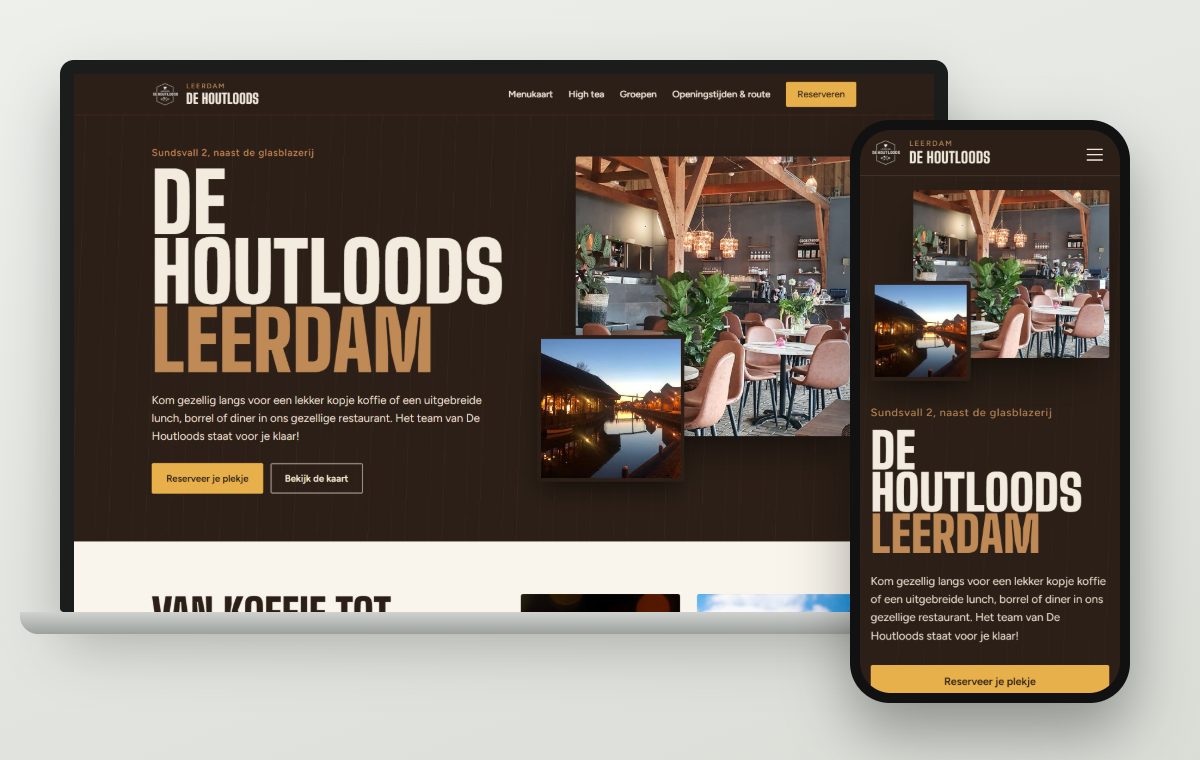 LEERDAM
DE HOUTLOODS
Menukaart
High tea
Groepen
Openingstijden & route
Reserveren
Sundsvall 2, naast de glasblazerij
DE
HOUTLOODS
LEERDAM
Kom gezellig langs voor een lekker kopje koffie of een uitgebreide
lunch, borrel of diner in ons gezellige restaurant. Het team van De
Houtloods staat voor je klaar!
Reserveer je plekje
Bekijk de kaart
VAN KOFFIE TOT
LEERDAM
DE HOUTLOODS
Sundsvall 2, naast de glasblazerij
DE
HOUTLOODS
LEERDAM
Kom gezellig langs voor een lekker kopje koffie
of een uitgebreide lunch, borrel of diner in ons
gezellige restaurant. Het team van De
Houtloods staat voor je klaar!
Reserveer je plekje